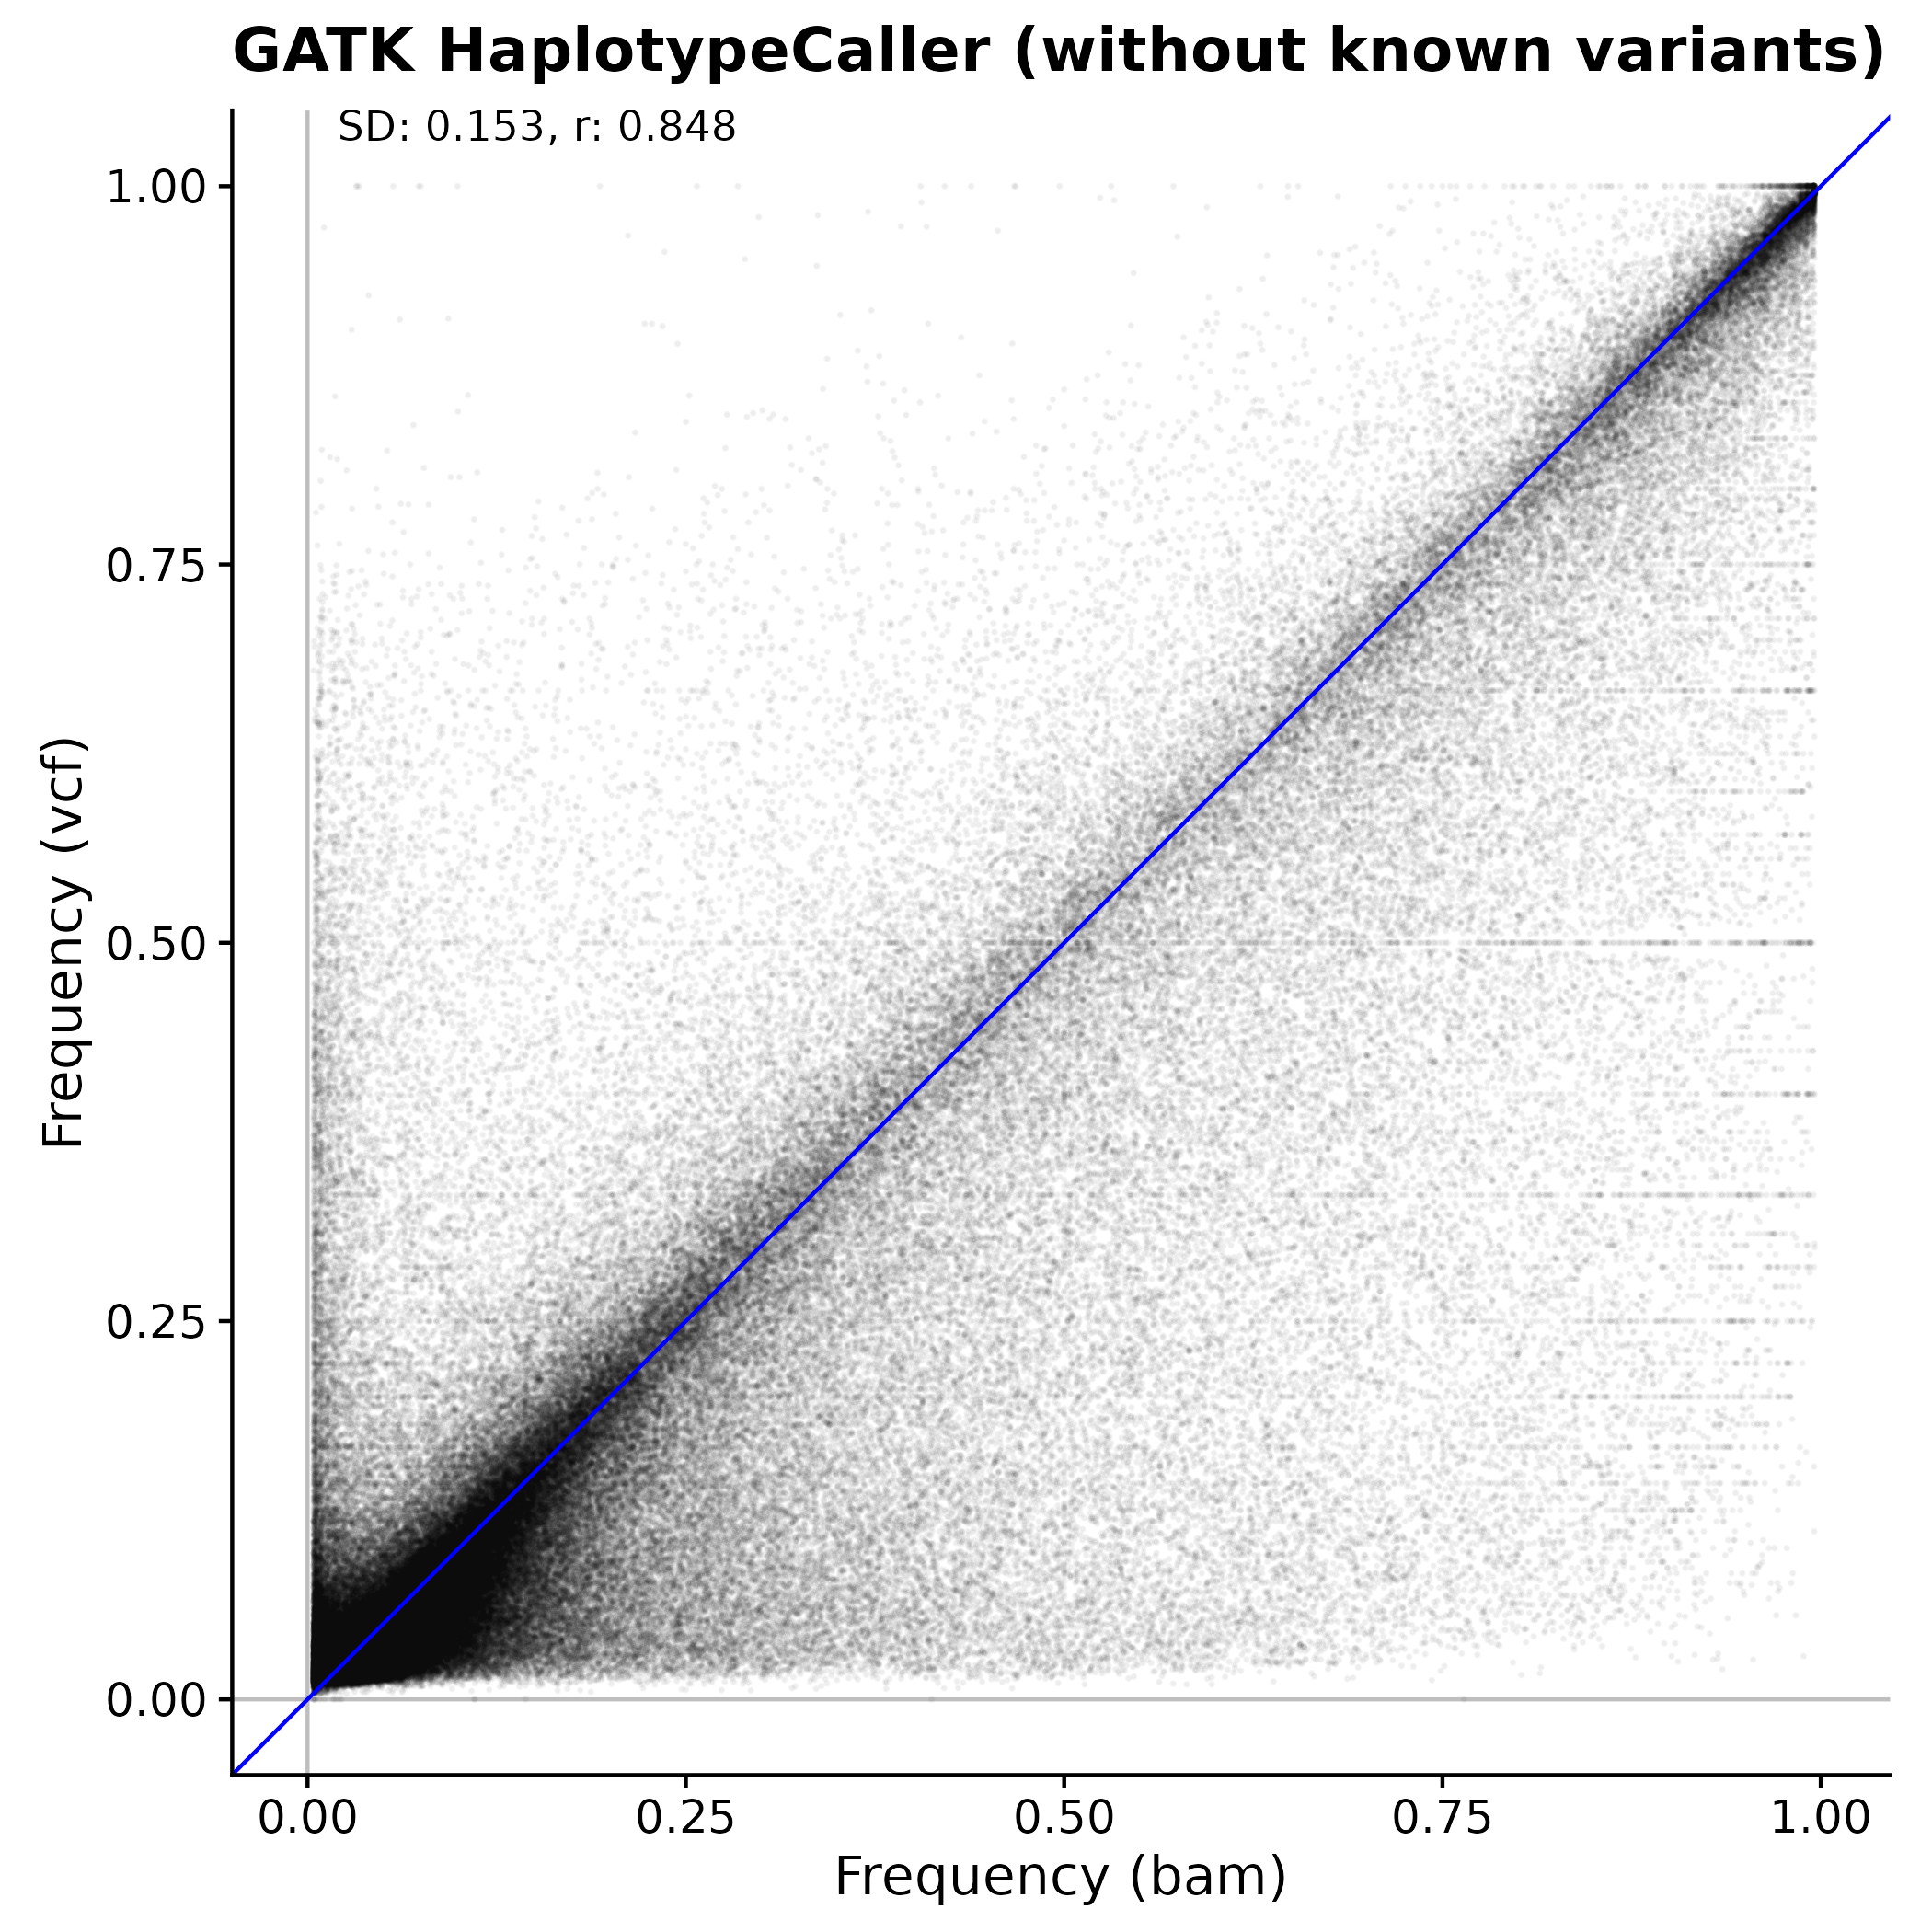 GATK HaplotypeCaller (without known variants)
SD: 0.153, r: 0.848
Frequency (vcf)
1.00
0.75
0.50
0.25
0.00
0.00 0.25 0.50 0.75 1.00
Frequency (bam)